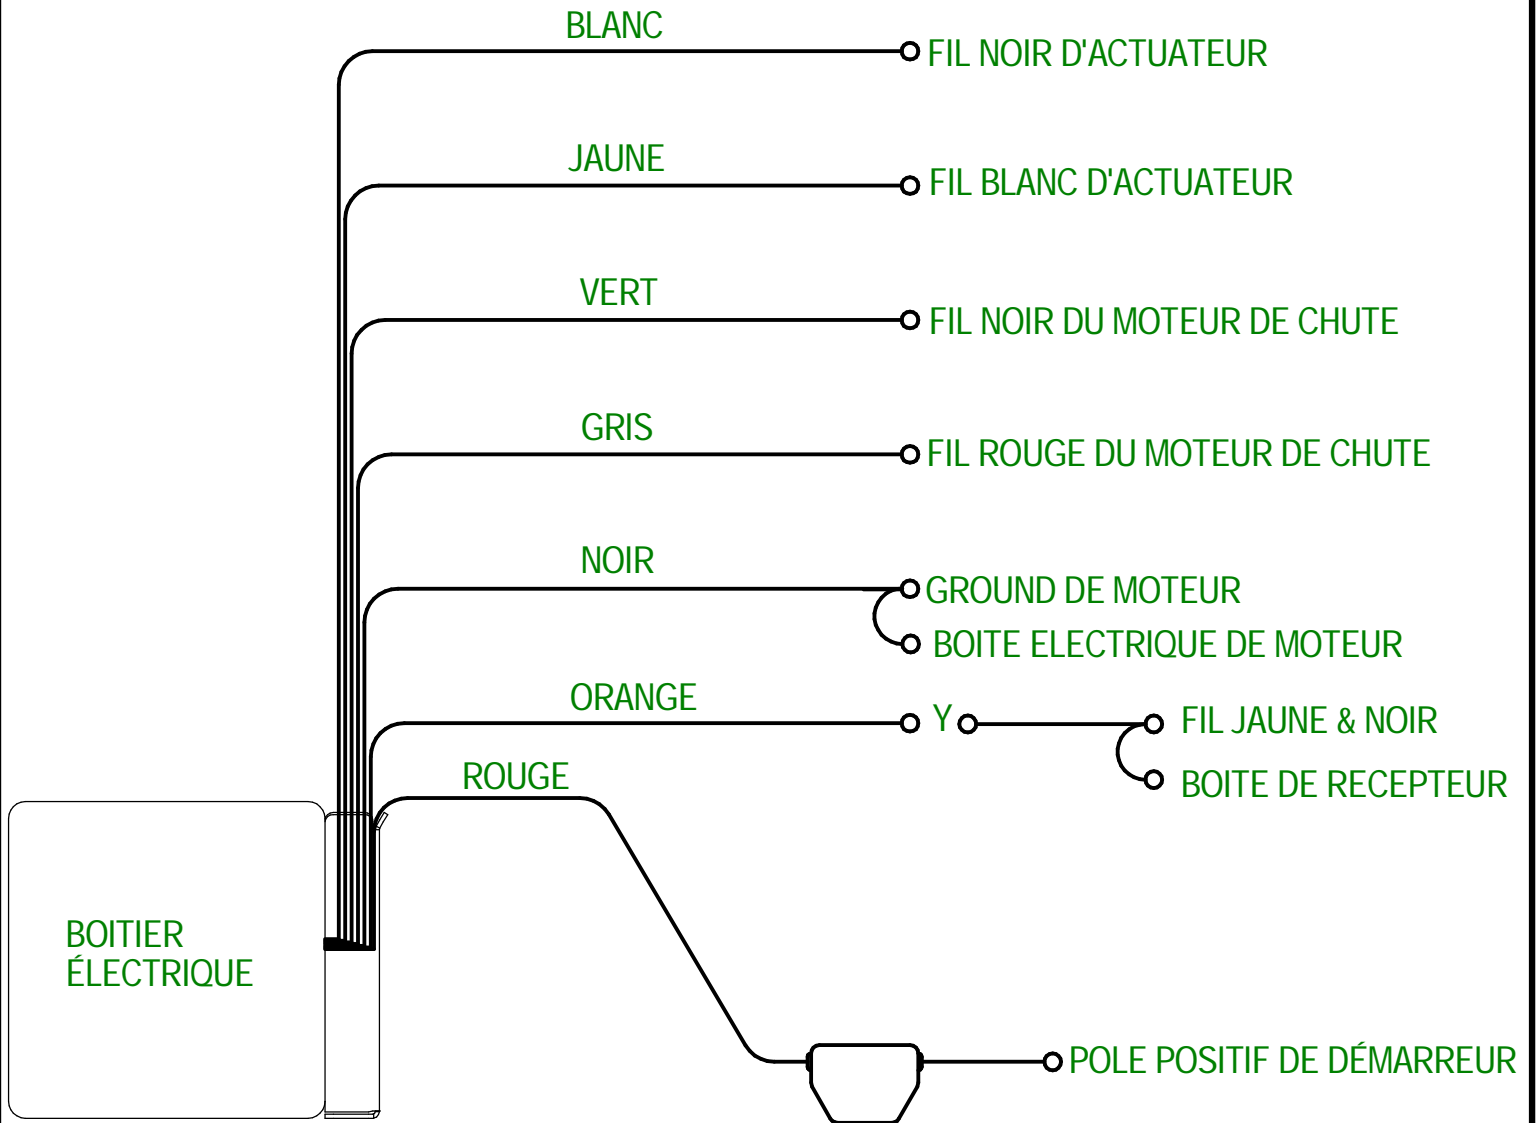 BLANC
FIL NOIR D'ACTUATEUR
JAUNE
FIL BLANC D'ACTUATEUR
VERT
FIL NOIR DU MOTEUR DE CHUTE
GRIS
FIL ROUGE DU MOTEUR DE CHUTE
NOIR
GROUND DE MOTEUR
BOITE ELECTRIQUE DE MOTEUR
ORANGE
Y
FIL JAUNE & NOIR
BOITE DE RECEPTEUR
ROUGE
BOITIER
ÉLECTRIQUE
POLE POSITIF DE DÉMARREUR